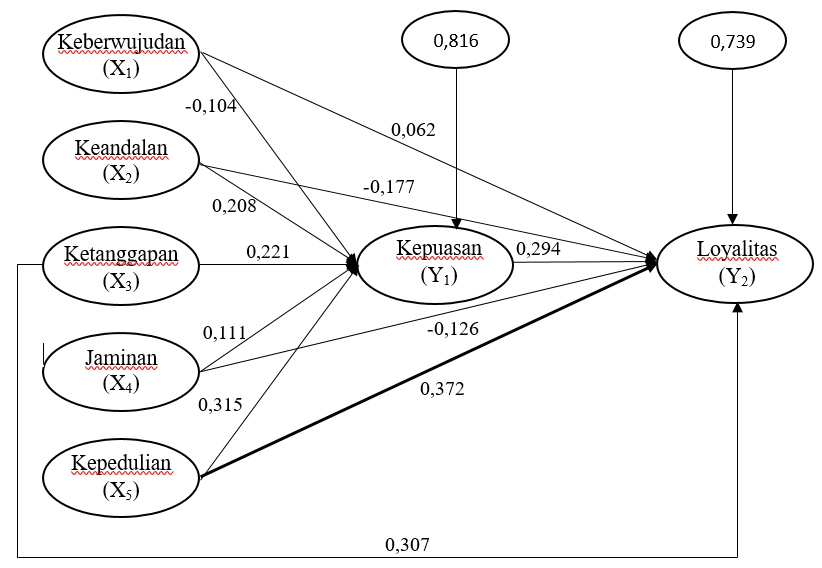 Keberwujudan
(X₁)
0,816
0,739
-0,104
0,062
Keandalan
(X₂)
-0,177
0,208
Ketanggapan
(X₃)
0,221
Kepuasan
(Y₁)
0,294
Loyalitas
(Y₂)
0,111
-0,126
Jaminan
(X₄)
0,315
0,372
Kepedulian
(X₅)
0,307